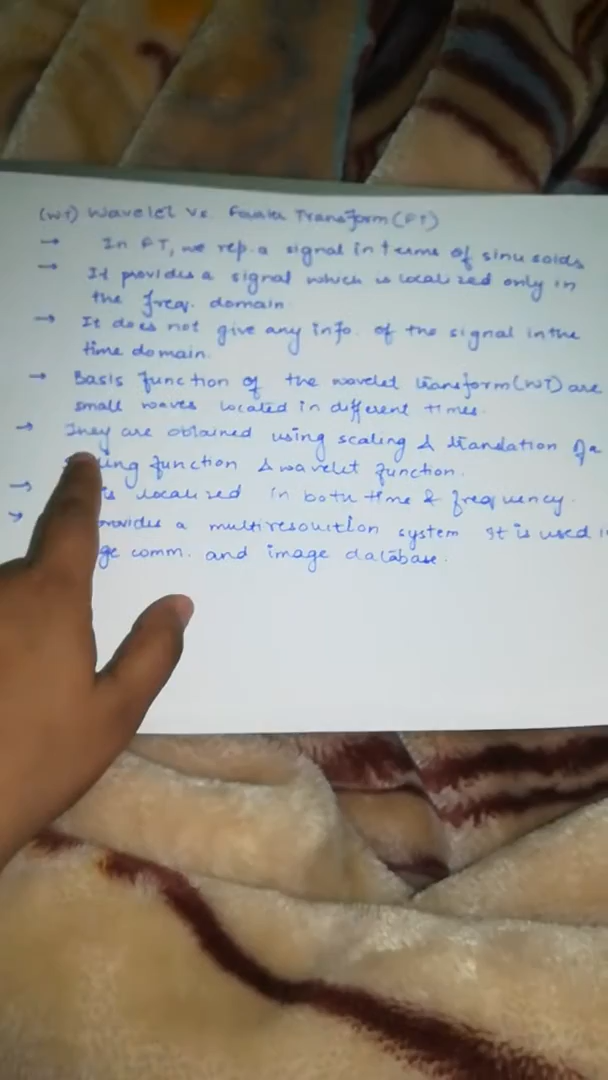 (WT) Wavelet Vs. Fourier Transform (FT)
→ In FT, we rep. a signal in terms of sinusoids
→ It provides a signal which is localized only in
the freq. domain
→ It does not give any info. of the signal in the
time domain.
→ Basis function of the wavelet transform (WT) are
small waves located in different times.
→ They are obtained using scaling & translation of a
function & wavelet function.
→ is localized in both time & frequency.
→ a multiresolution system It is used
comm. and image database.